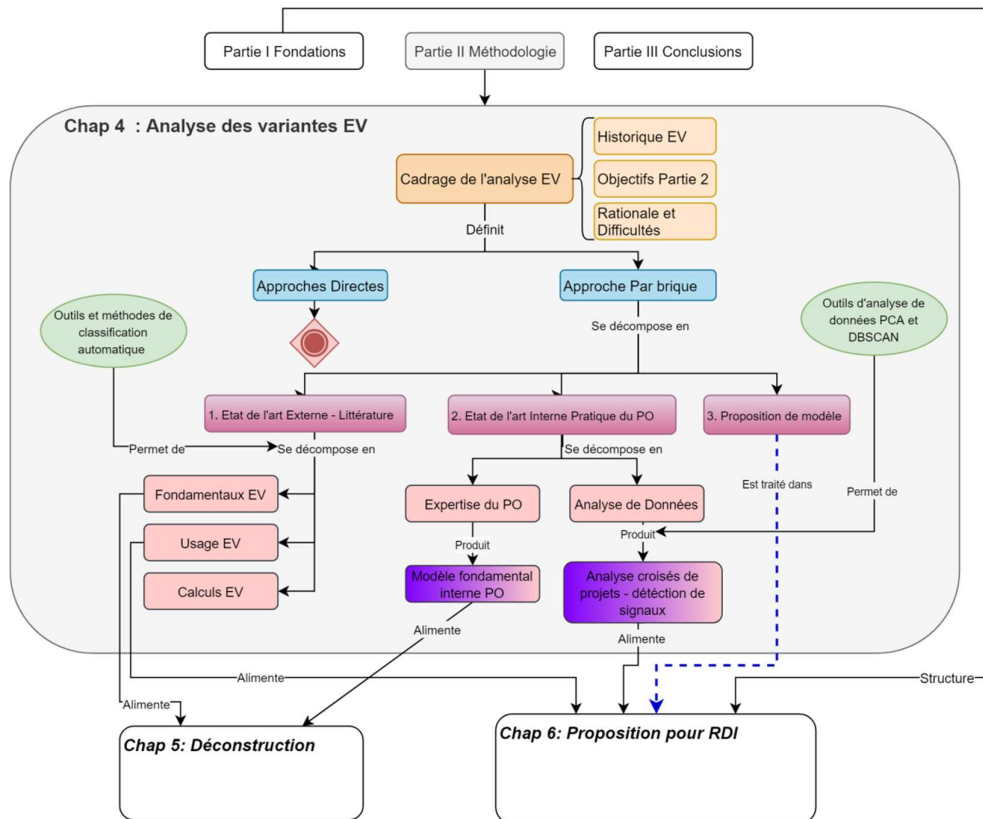 Partie I Fondations
Partie II Méthodologie
Partie III Conclusions
Chap 4 : Analyse des variantes EV
Historique EV
Cadrage de l'analyse EV
Objectifs Partie 2
Rationale et
Difficultés
Définit
Approches Directes
Approche Par brique
Outils et méthodes de
classification
automatique
Outils d'analyse de
données PCA et
DBSCAN
Se décompose en
1. Etat de l'art Externe - Littérature
2. Etat de l'art Interne Pratique du PO
3. Proposition de modèle
Permet de
Se décompose en
Se décompose en
Est traité dans
Permet de
Fondamentaux EV
Expertise du PO
Analyse de Données
Usage EV
Produit
Produit
Calculs EV
Modèle fondamental
interne PO
Analyse croisés de
projets - détéction de
signaux
Alimente
Alimente
Alimente
Structure
Alimente
Chap 5: Déconstruction
Chap 6: Proposition pour RDI